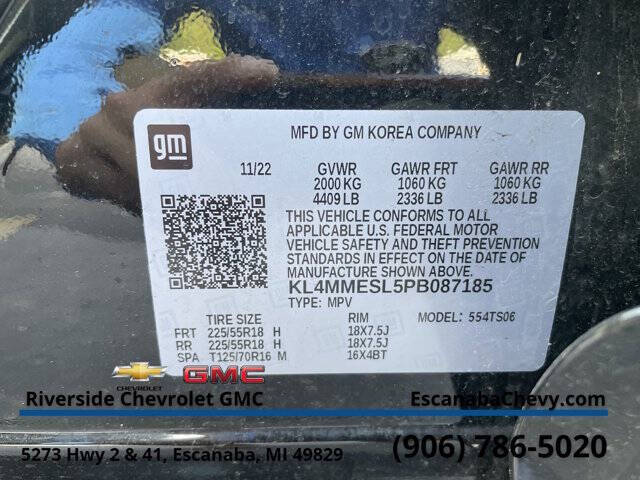 gm
MFD BY GM KOREA COMPANY
11/22 GVWR GAWR FRT GAWR RR
2000 KG 1060 KG 1060 KG
4409 LB 2336 LB 2336 LB
THIS VEHICLE CONFORMS TO ALL
APPLICABLE U.S. FEDERAL MOTOR
VEHICLE SAFETY AND THEFT PREVENTION
STANDARDS IN EFFECT ON THE DATE OF
MANUFACTURE SHOWN ABOVE.
KL4MMESL5PB087185
TYPE: MPV
TIRE SIZE RIM MODEL: 554TS06
FRT 225/55R18 H 18X7.5J
RR 225/55R18 H 18X7.5J
SPA T125/70R16 M 16X4BT
CHEVROLET GMC
Riverside Chevrolet GMC EscanabaChevy.com
5273 Hwy 2 & 41, Escanaba, MI 49829 (906) 786-5020